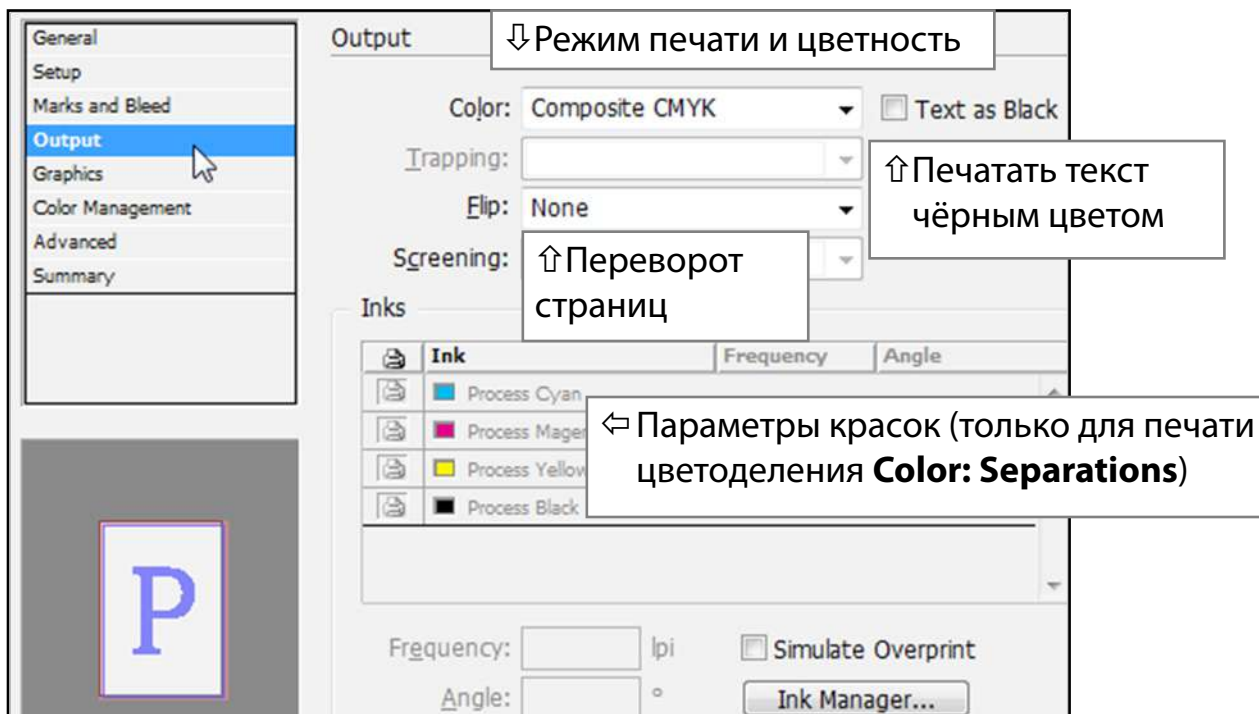 General
Setup
Marks and Bleed
Output
Graphics
Color Management
Advanced
Summary
Output
⇩Режим печати и цветность
Color: Composite CMYK
Text as Black
Trapping:
⇧Печатать текст
чёрным цветом
Flip: None
Screening:
⇧Переворот
страниц
Inks
Ink Frequency Angle
Process Cyan
Process Magen
Process Yellow
Process Black
⇦Параметры красок (только для печати
цветоделения Color: Separations)
P
Frequency: lpi
Simulate Overprint
Angle: °
Ink Manager...